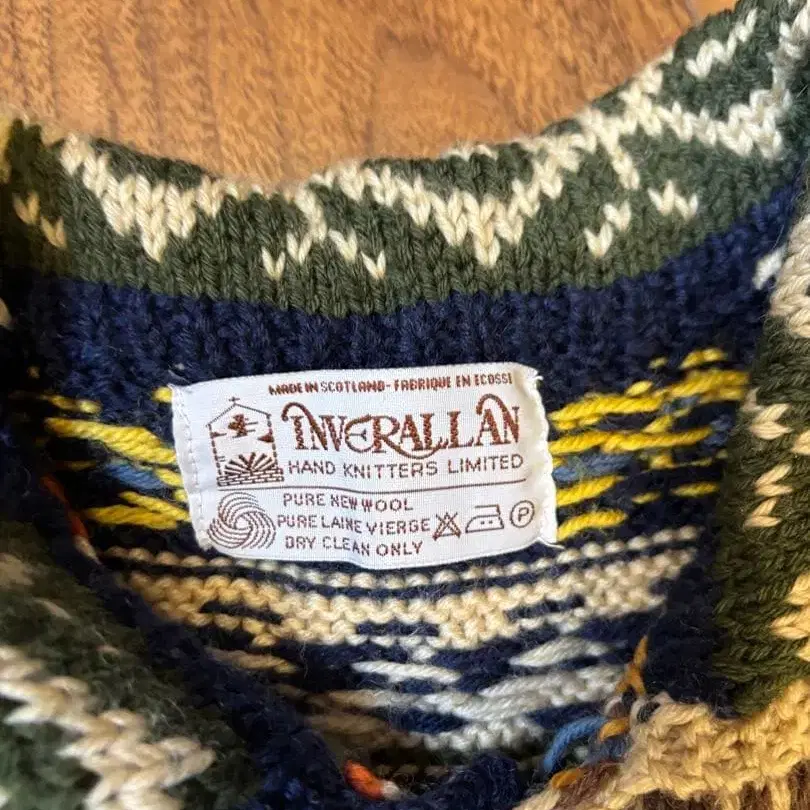 MADE IN SCOTLAND - FABRIQUE EN ECOSSE
INVERALLAN
HAND KNITTERS LIMITED
PURE NEW WOOL
PURE LAINE VIERGE
P
DRY CLEAN ONLY